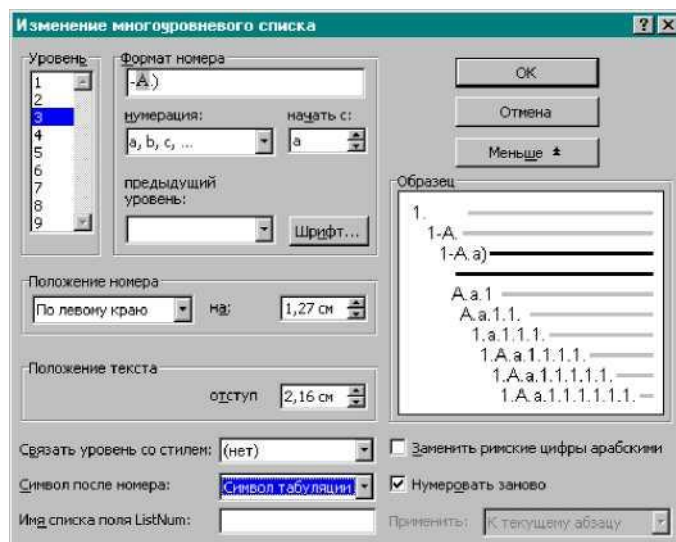 Изменение многоуровневого списка
Уровень
1
2
3
4
5
6
7
8
9
Формат номера
-A.)
нумерация:
начать с:
a, b, c, ...
a
предыдущий
уровень:
Шрифт...
OK
Отмена
Меньше
Образец
1.
1-A.
1-A.a)
A.a.1
A.a.1.1.
1.a.1.1.1.
1.A.a.1.1.1.1.
1.A.a.1.1.1.1.1.
1.A.a.1.1.1.1.1.1.
Положение номера
По левому краю
на:
1,27 см
Положение текста
отступ
2,16 см
Связать уровень со стилем:
(нет)
Заменить римские цифры арабскими
Символ после номера:
Символ табуляции
Нумеровать заново
Имя списка поля ListNum:
Применить:
К текущему абзацу